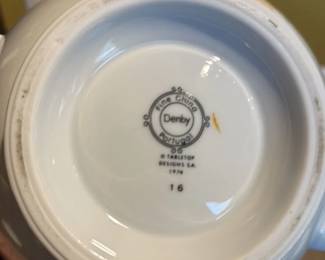 Fine China
Denby
Portugal
© TABLETOP
DESIGNS S.A.
1974
16